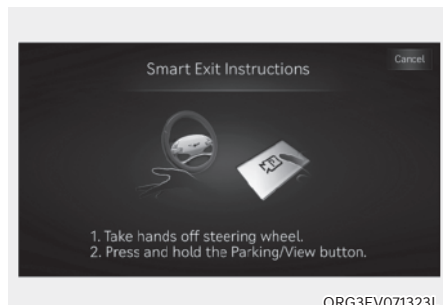 Cancel
Smart Exit Instructions
1. Take hands off steering wheel.
2. Press and hold the Parking/View button.
ORG3EV071323L